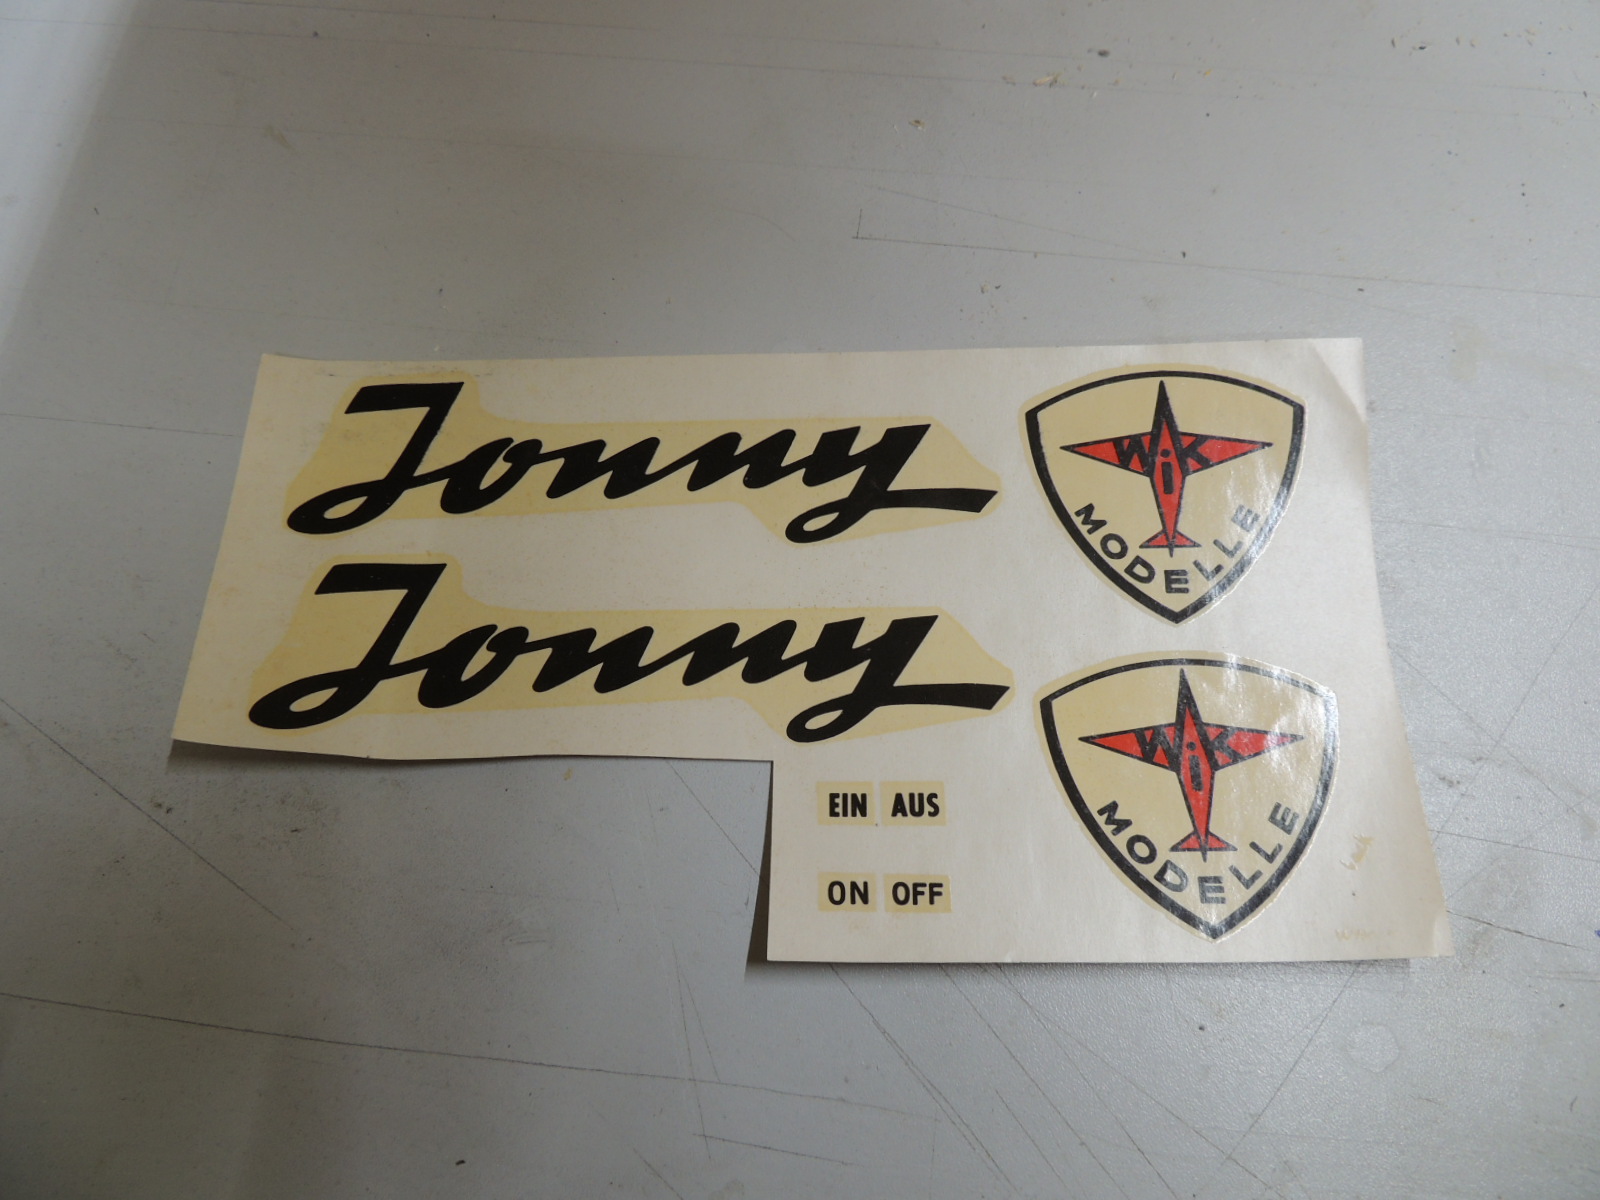 Jonny
Jonny
WiK
MODELLE
WiK
MODELLE
EIN AUS
ON OFF